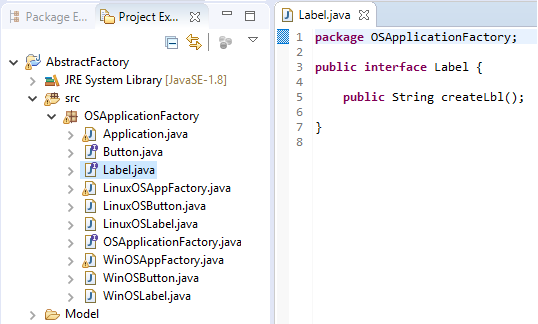 Package E...
Project Ex...
AbstractFactory
JRE System Library [JavaSE-1.8]
src
OSApplicationFactory
Application.java
Button.java
Label.java
LinuxOSAppFactory.java
LinuxOSButton.java
LinuxOSLabel.java
OSApplicationFactory.java
WinOSAppFactory.java
WinOSButton.java
WinOSLabel.java
Model
Label.java
1 package OSApplicationFactory;
2
3 public interface Label {
4
5     public String createLbl();
6
7 }
8